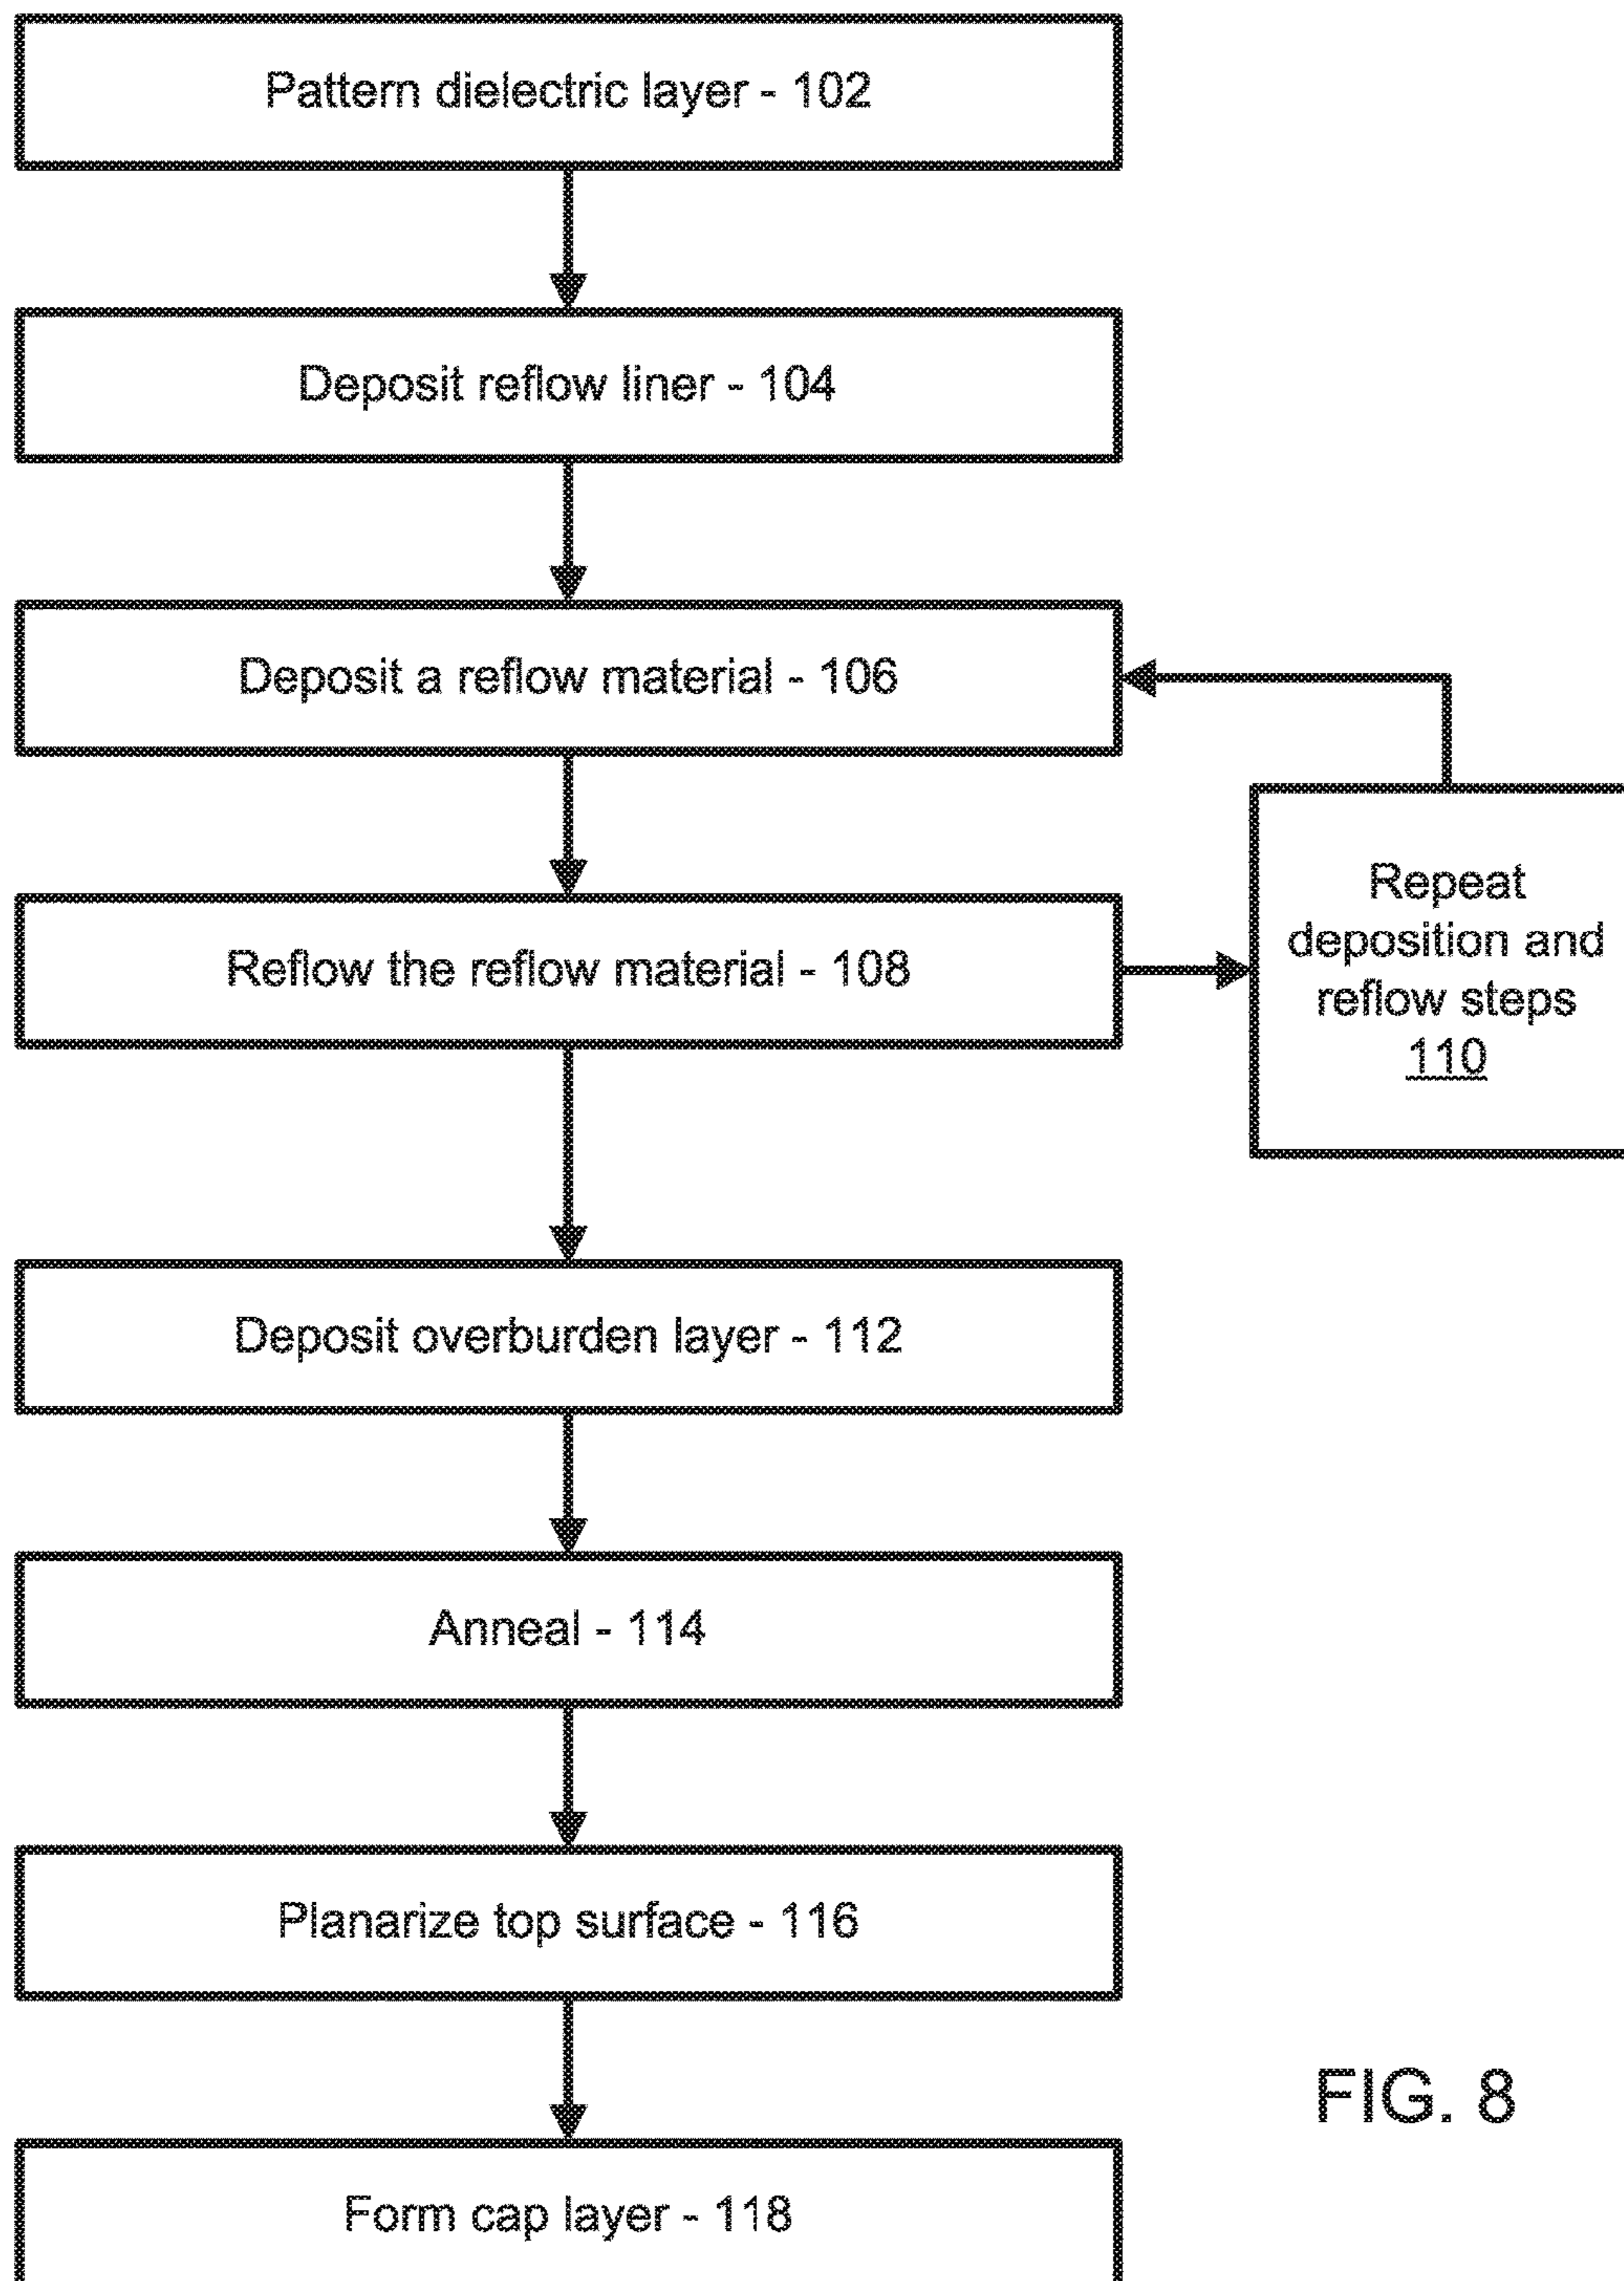 Pattern dielectric layer - 102
Deposit reflow liner - 104
Deposit a reflow material - 106
Reflow the reflow material - 108
Repeat
deposition and
reflow steps
110
Deposit overburden layer - 112
Anneal - 114
Planarize top surface - 116
Form cap layer - 118
FIG. 8